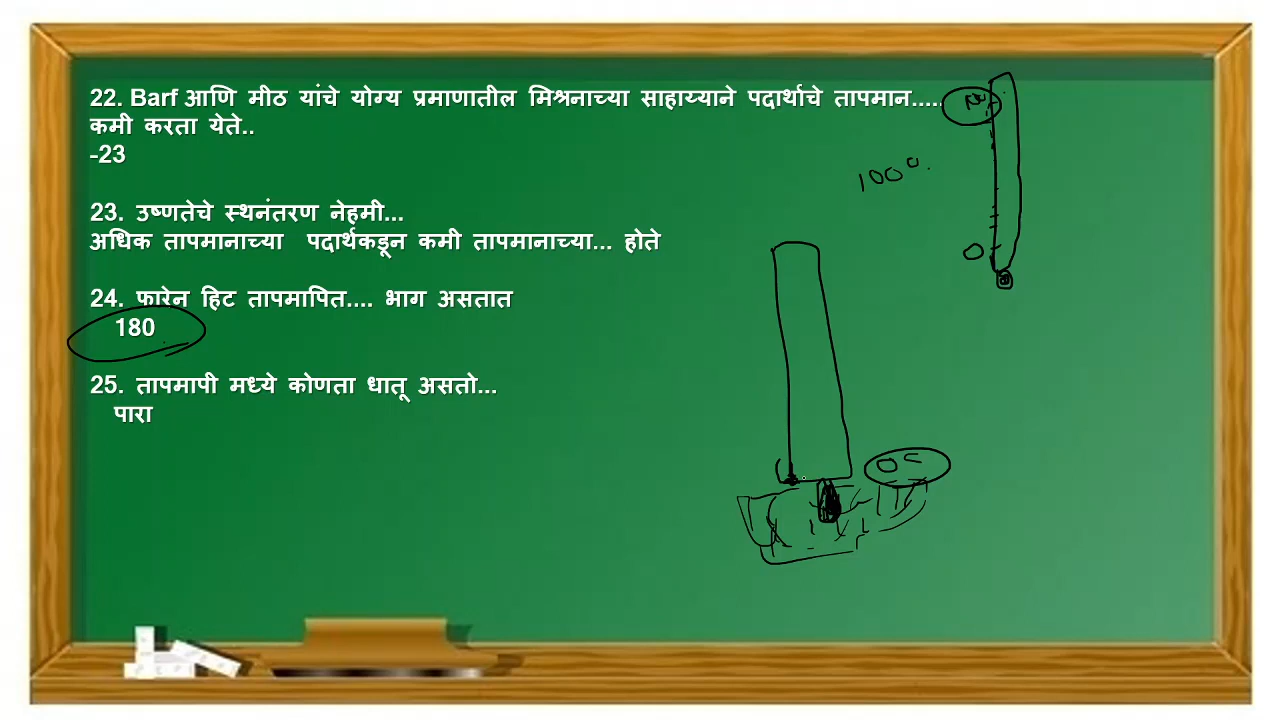 22. Barf आणि मीठ यांचे योग्य प्रमाणातील मिश्रनाच्या साहाय्याने पदार्थाचे तापमान.....
कमी करता येते..
-23
23. उष्णतेचे स्थनंतरण नेहमी...
अधिक तापमानाच्या पदार्थकडून कमी तापमानाच्या... होते
24. फारेन हिट तापमापित.... भाग असतात
180
25. तापमापी मध्ये कोणता धातू असतो...
पारा
100°
0
0 c